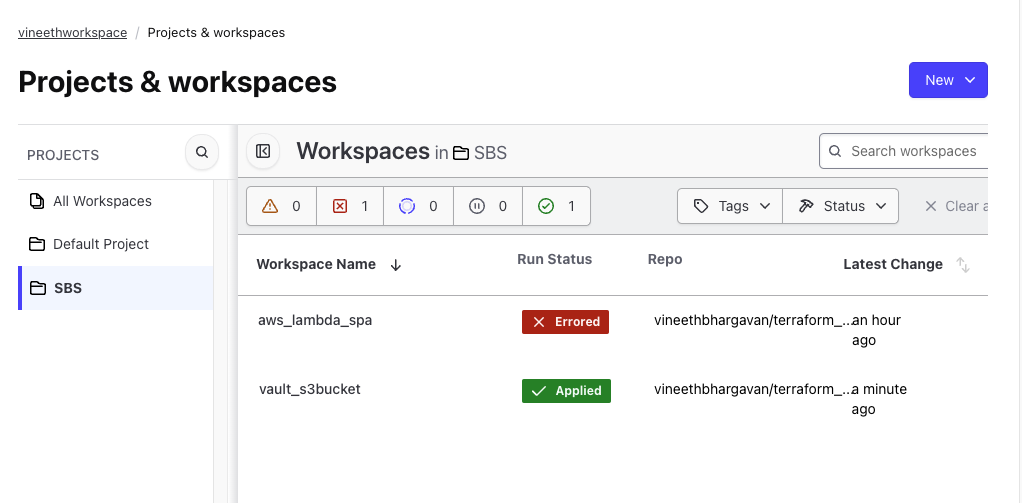 vineethworkspace / Projects & workspaces
Projects & workspaces
New
PROJECTS
Workspaces in SBS
Search workspaces
All Workspaces
0 1 0 0 1
Tags
Status
Clear a
Default Project
SBS
Workspace Name
Run Status
Repo
Latest Change
aws_lambda_spa
Errored
vineethbhargavan/terraform_...
an hour
ago
vault_s3bucket
Applied
vineethbhargavan/terraform_...
a minute
ago